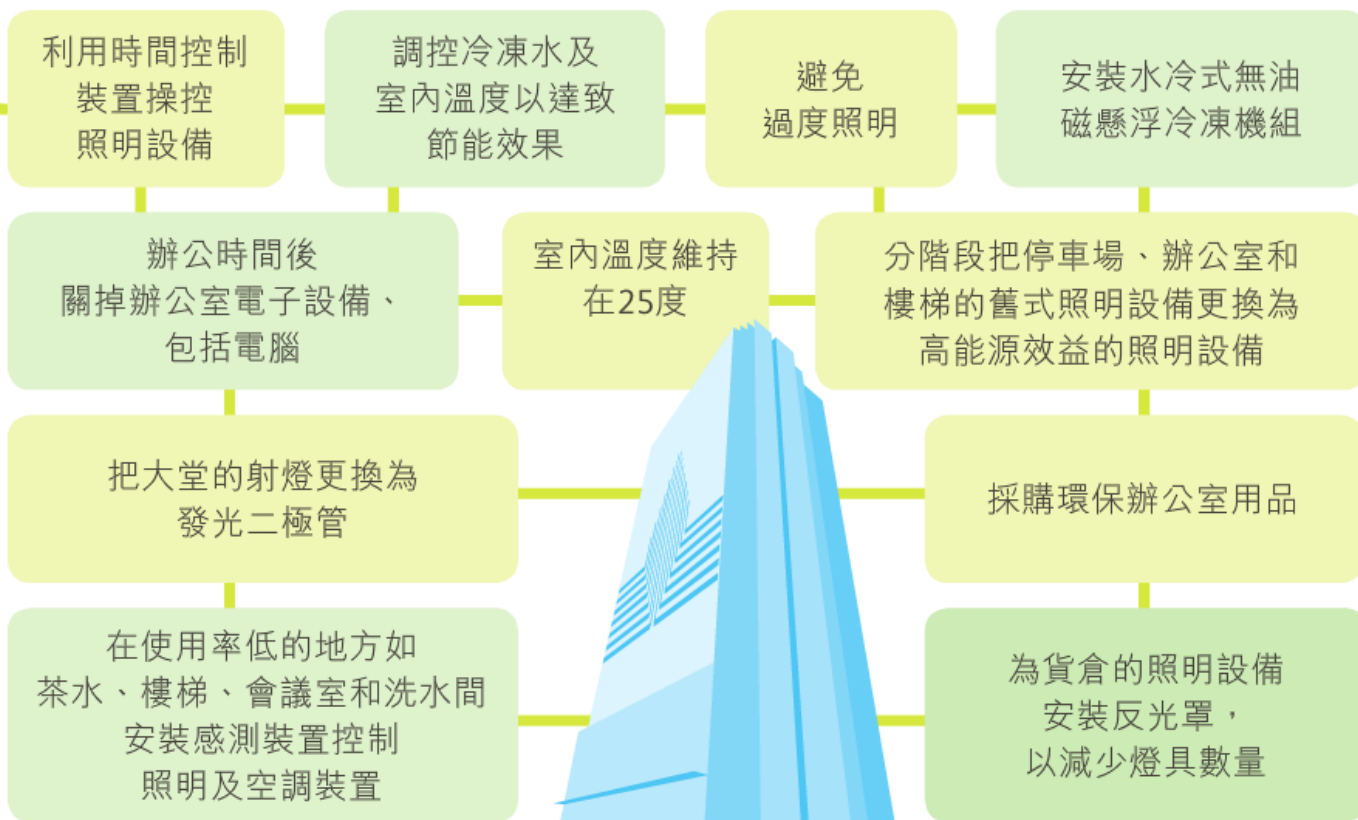 利用時間控制
裝置操控
照明設備
調控冷凍水及
室內溫度以達致
節能效果
避免
過度照明
安裝水冷式無油
磁懸浮冷凍機組
辦公時間後
關掉辦公室電子設備、
包括電腦
室內溫度維持
在25度
分階段把停車場、辦公室和
樓梯的舊式照明設備更換為
高能源效益的照明設備
把大堂的射燈更換為
發光二極管
採購環保辦公室用品
在使用率低的地方如
茶水、樓梯、會議室和洗水間
安裝感測裝置控制
照明及空調裝置
為貨倉的照明設備
安裝反光罩，
以減少燈具數量